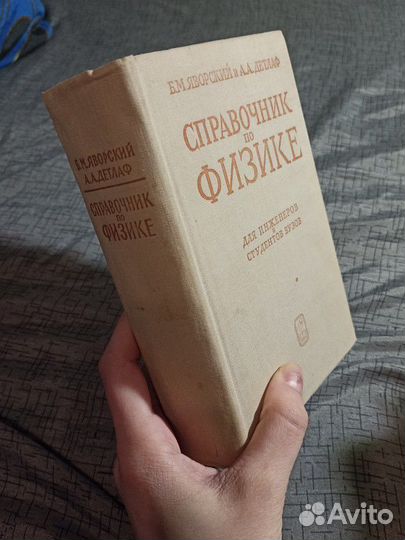 Б.М. ЯВОРСКИЙ и А.А. ДЕТЛАФ
СПРАВОЧНИК
ПО
ФИЗИКЕ
ДЛЯ ИНЖЕНЕРОВ
И
СТУДЕНТОВ ВУЗОВ
Б.М. ЯВОРСКИЙ
А.А. ДЕТЛАФ
СПРАВОЧНИК
ПО
ФИЗИКЕ
Avito